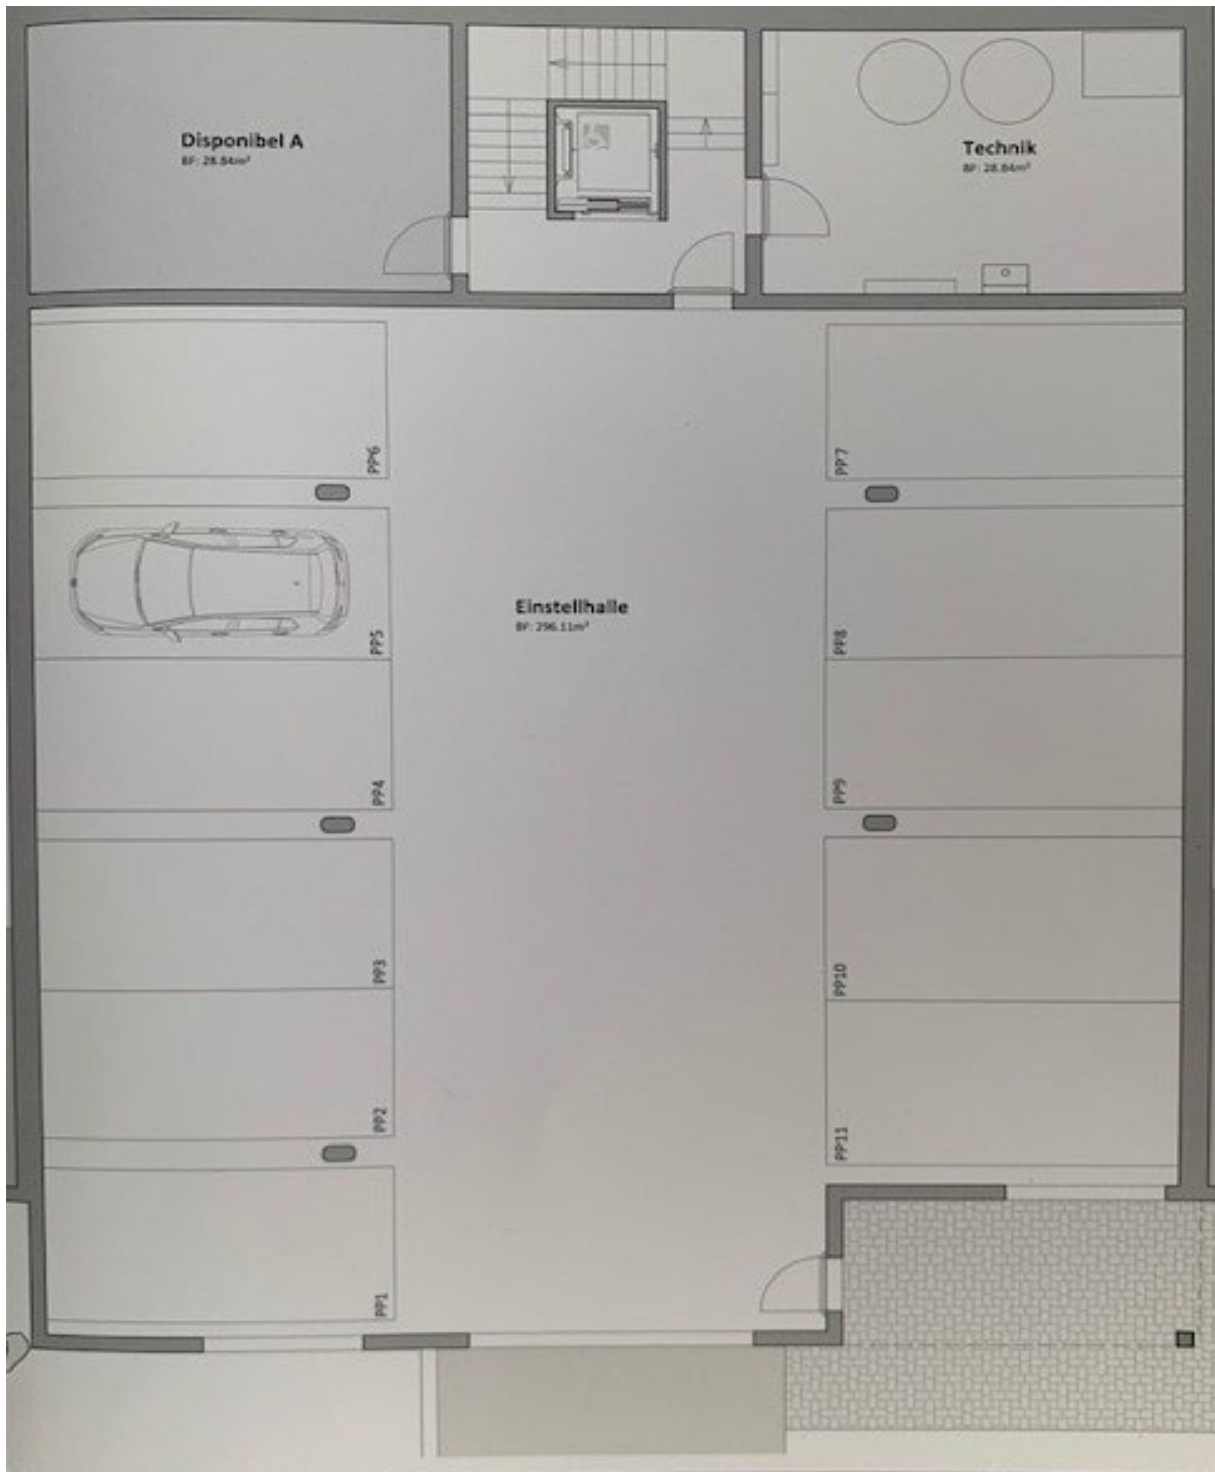 Disponibel A
BF: 28.84m²
Technik
BF: 28.84m²
PP6
PP7
Einstellhalle
BF: 296.11m²
PP5
PP8
PP4
PP9
PP3
PP10
PP2
PP11
PP1